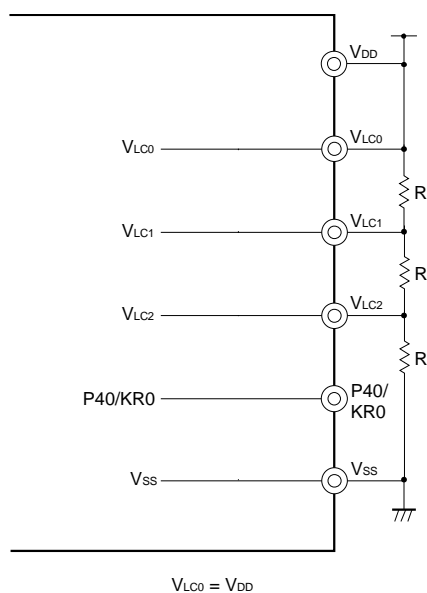 VDD
VLC0 VLC0
R
VLC1 VLC1
R
VLC2 VLC2
R
P40/KR0 P40/
KR0
VSS VSS
VLC0 = VDD